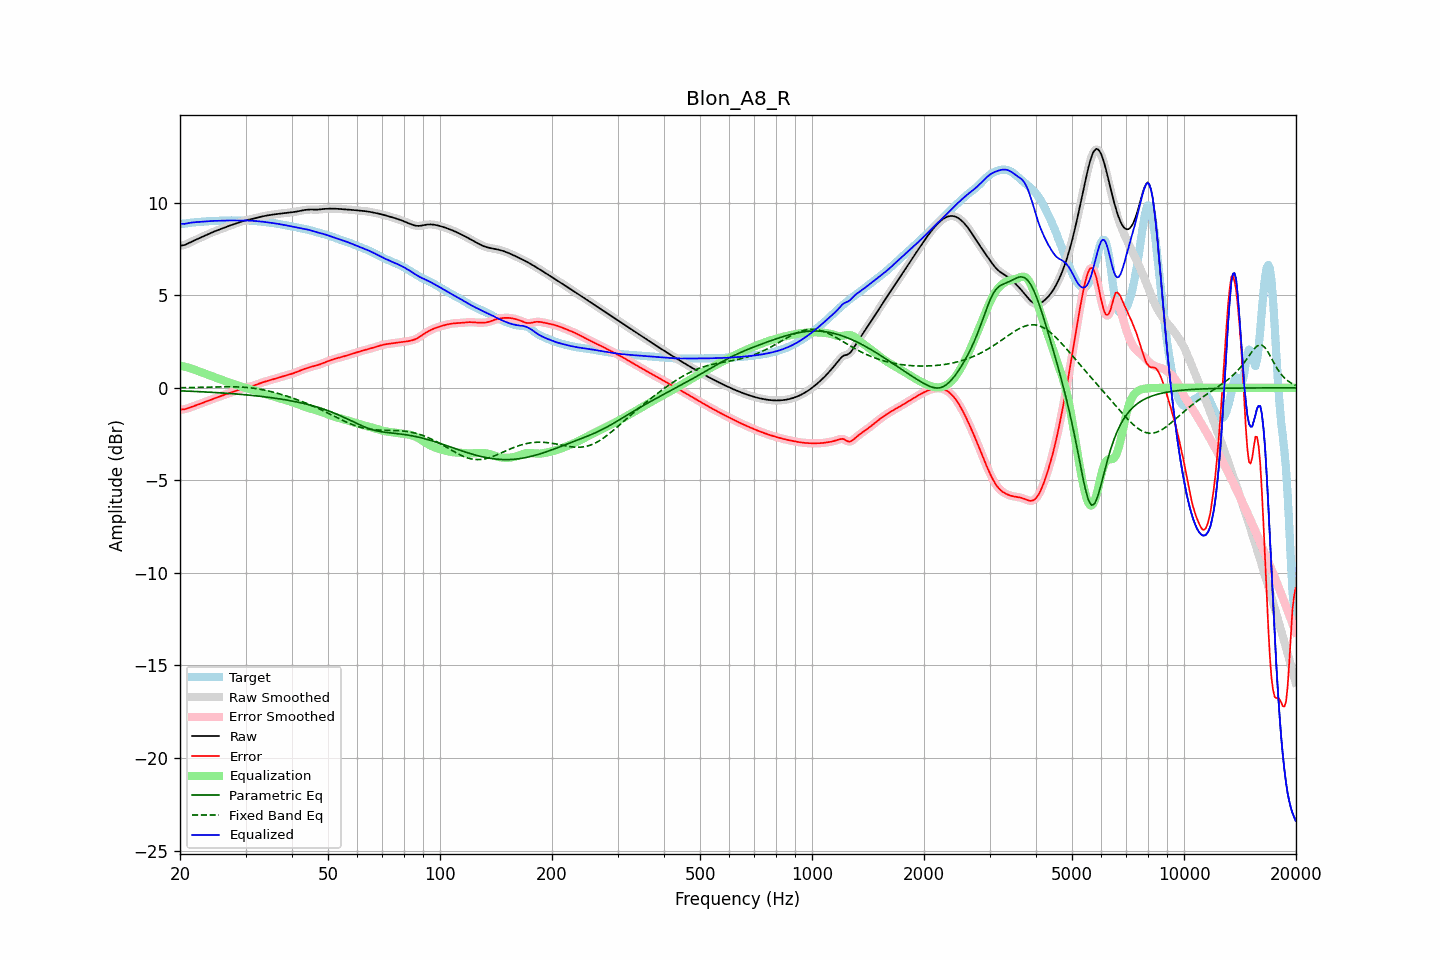 Blon_A8_R
Amplitude (dBr)
10
5
0
−5
−10
−15
−20
−25
Target
Raw Smoothed
Error Smoothed
Raw
Error
Equalization
Parametric Eq
Fixed Band Eq
Equalized
20 50 100 200 500 1000 2000 5000 10000 20000
Frequency (Hz)